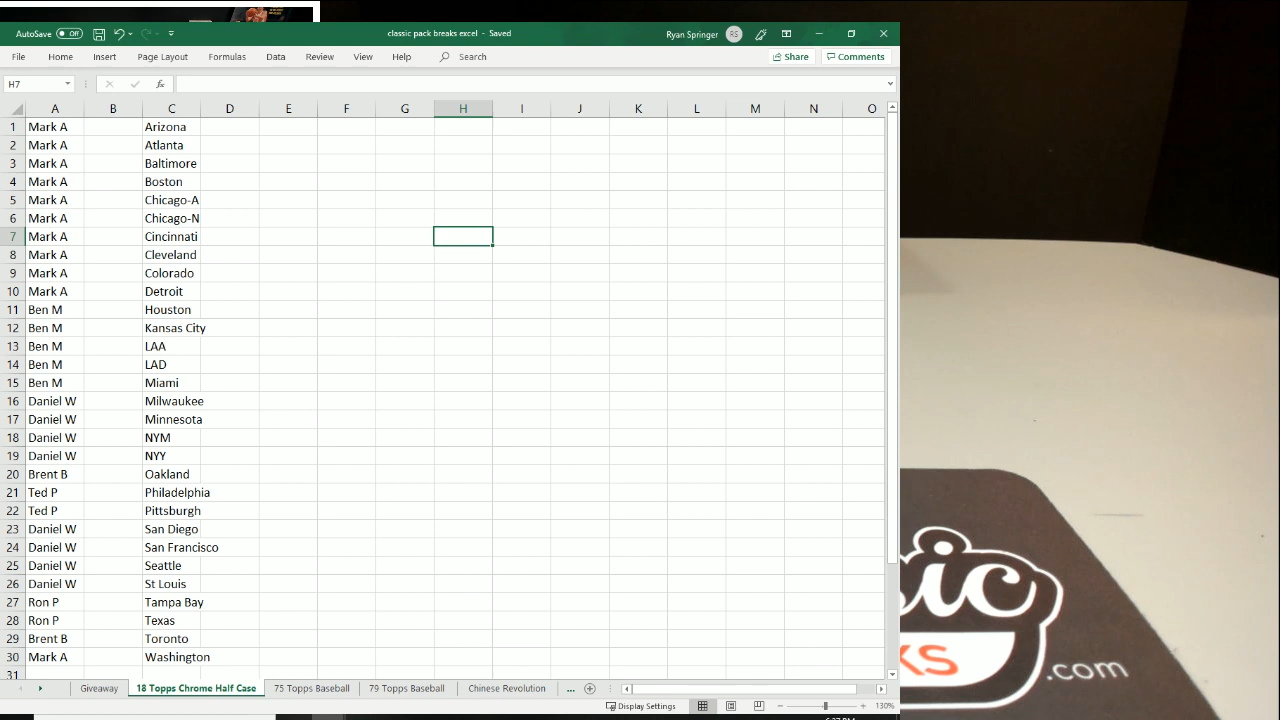 AutoSave Off classic pack breaks excel - Saved Ryan Springer RS
File Home Insert Page Layout Formulas Data Review View Help Search Share Comments
H7 fx
A B C D E F G H I J K L M N O
1 Mark A Arizona
2 Mark A Atlanta
3 Mark A Baltimore
4 Mark A Boston
5 Mark A Chicago-A
6 Mark A Chicago-N
7 Mark A Cincinnati
8 Mark A Cleveland
9 Mark A Colorado
10 Mark A Detroit
11 Ben M Houston
12 Ben M Kansas City
13 Ben M LAA
14 Ben M LAD
15 Ben M Miami
16 Daniel W Milwaukee
17 Daniel W Minnesota
18 Daniel W NYM
19 Daniel W NYY
20 Brent B Oakland
21 Ted P Philadelphia
22 Ted P Pittsburgh
23 Daniel W San Diego
24 Daniel W San Francisco
25 Daniel W Seattle
26 Daniel W St Louis
27 Ron P Tampa Bay
28 Ron P Texas
29 Brent B Toronto
30 Mark A Washington
31
Giveaway 18 Topps Chrome Half Case 75 Topps Baseball 79 Topps Baseball Chinese Revolution ...
Display Settings 130%
sic
KS
.com